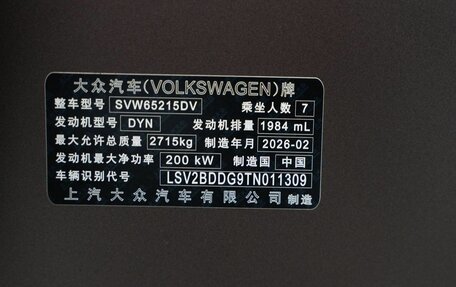 大众汽车(VOLKSWAGEN)牌
整车型号 SVW65215DV 乘坐人数 7
发动机型号 DYN 发动机排量 1984 mL
最大允许总质量 2715kg 制造年月 2026-02
发动机最大净功率 200 kW 制造国 中国
车辆识别代号 LSV2BDDG9TN011309
上汽大众汽车有限公司 制造